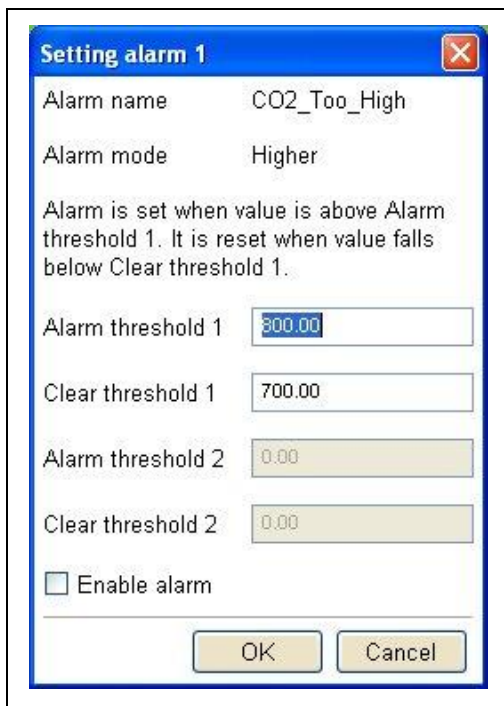 Setting alarm 1
Alarm name CO2_Too_High
Alarm mode Higher
Alarm is set when value is above Alarm
threshold 1. It is reset when value falls
below Clear threshold 1.
Alarm threshold 1 800.00
Clear threshold 1 700.00
Alarm threshold 2 0.00
Clear threshold 2 0.00
Enable alarm
OK Cancel